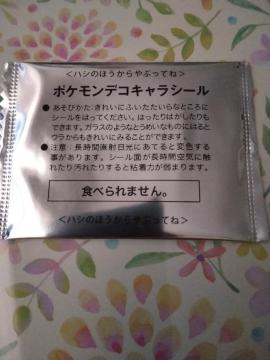 ＜ハシのほうからやぶってね＞
ポケモンデコキャラシール
●あそびかた：きれいにふいたたいらなところに
シールをはってください。はったりはがしたりも
できます。ガラスのようなとうめいなものにはると
ウラからもきれいにみることができます。
●注意：長時間直射日光にあてると変色する
事があります。シール面が長時間空気に触れ
たり汚れたりすると粘着力が弱まります。
食べられません。
＜ハシのほうからやぶってね＞